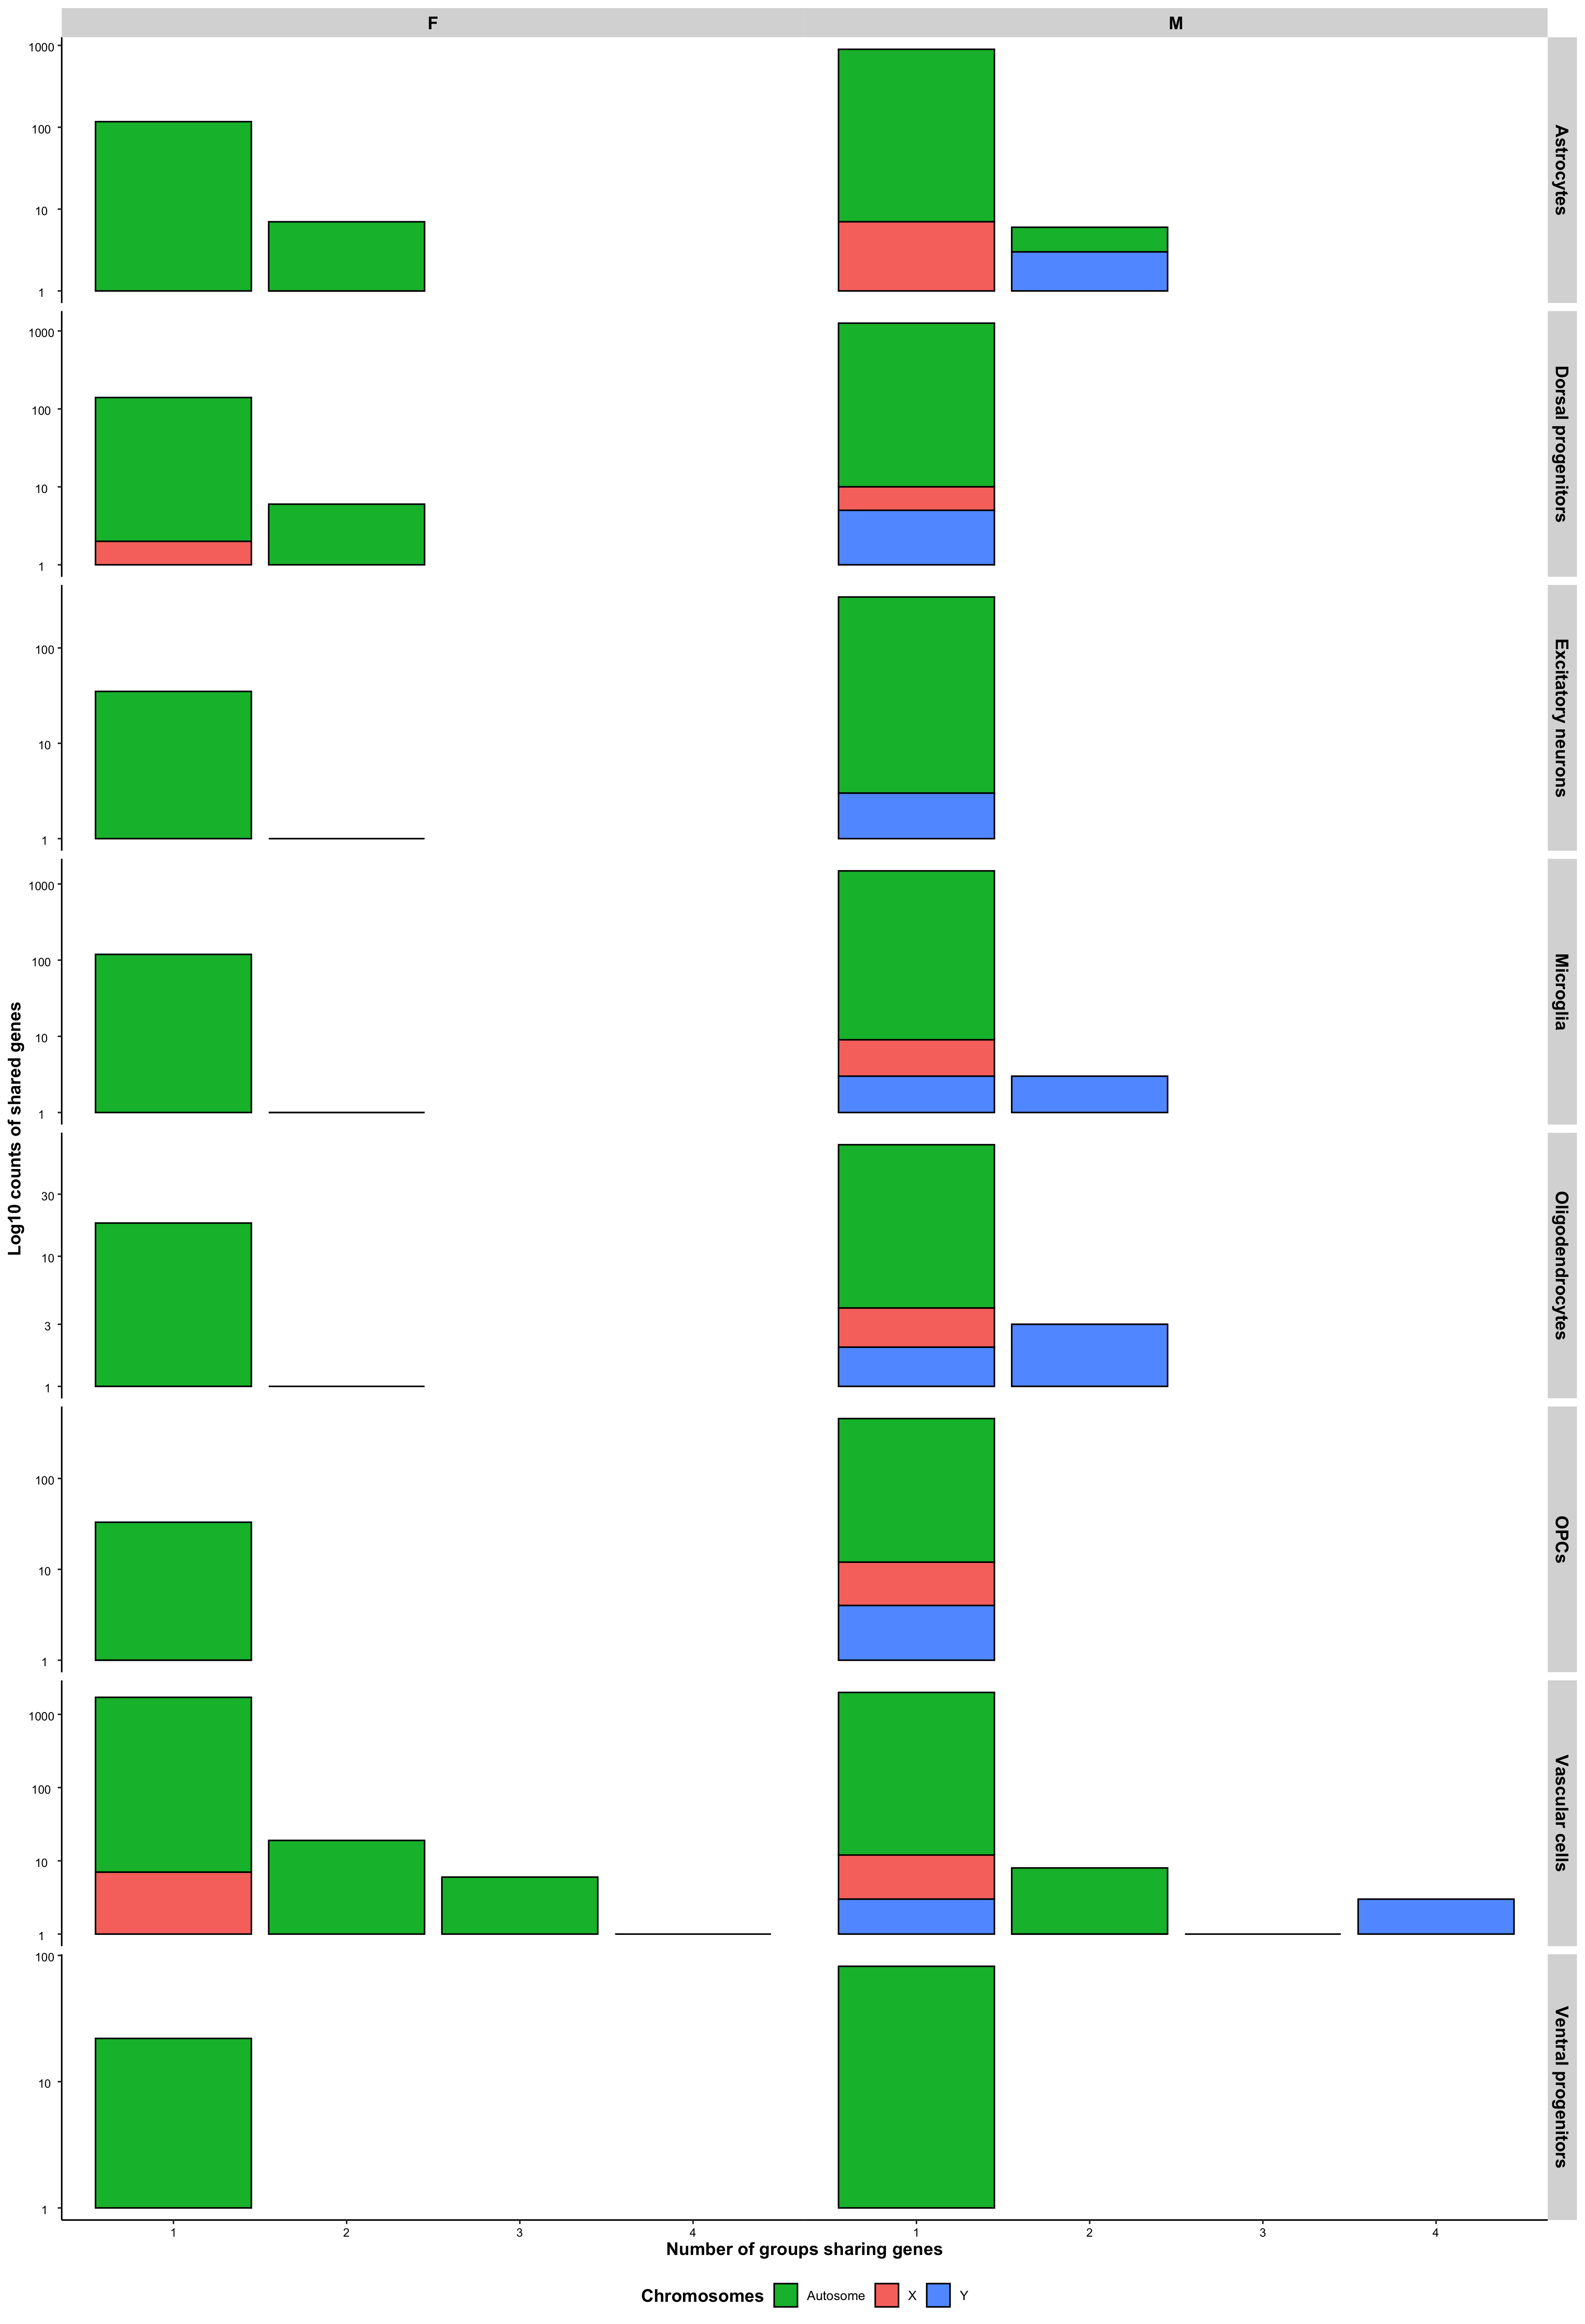 F
M
1000
100
10
1
Astrocytes
1000
100
10
1
Dorsal progenitors
100
10
1
Excitatory neurons
1000
100
10
1
Microglia
Log10 counts of shared genes
30
10
3
1
Oligodendrocytes
100
10
1
OPCs
1000
100
10
1
Vascular cells
100
10
1
Ventral progenitors
1 2 3 4 1 2 3 4
Number of groups sharing genes
Chromosomes Autosome X Y